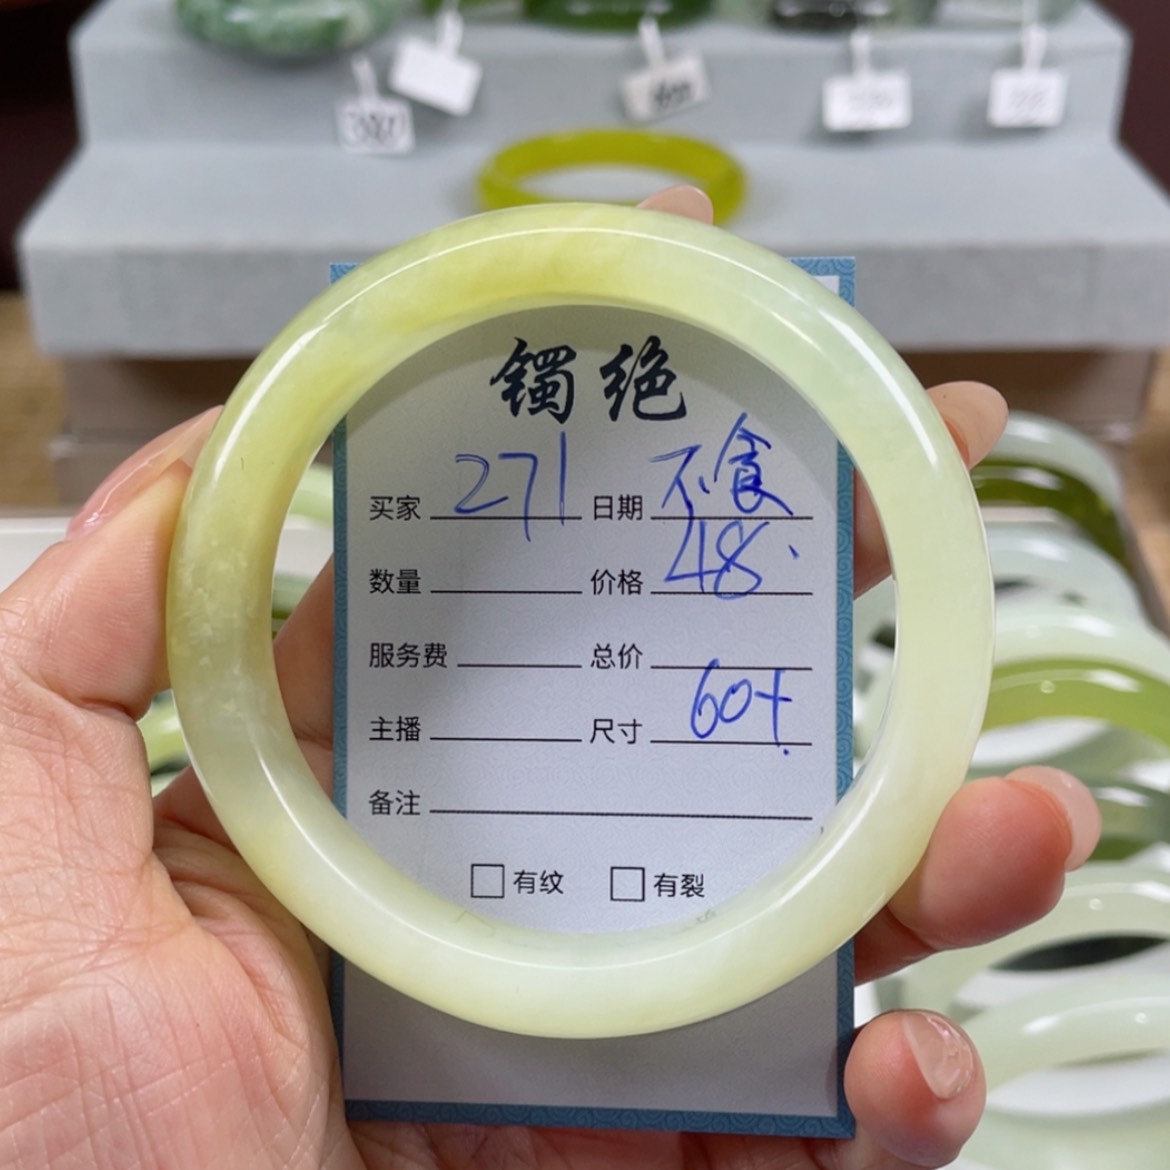 380
镯绝
买家 271 日期 不食
数量 价格 48.
服务费 总价
主播 尺寸 60+
备注
有纹 有裂